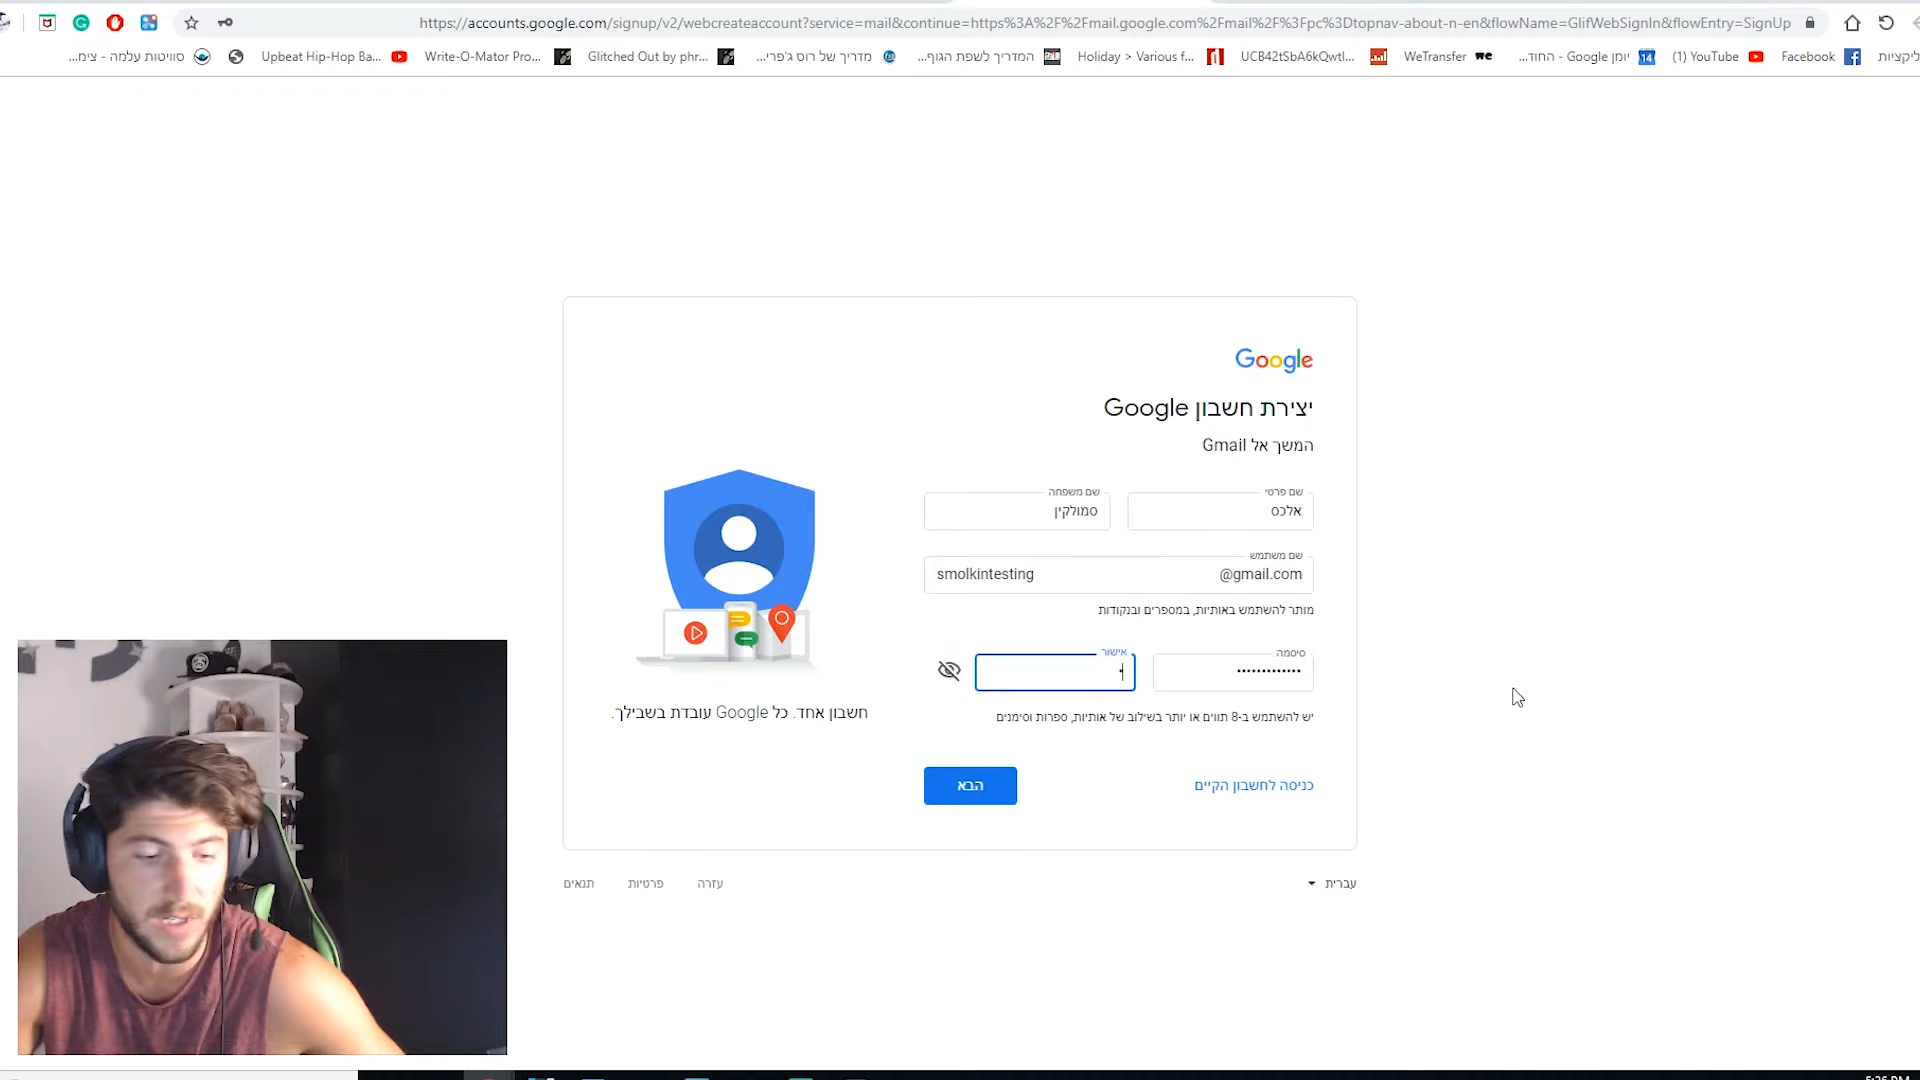 https://accounts.google.com/signup/v2/webcreateaccount?service=mail&continue=https%3A%2F%2Fmail.google.com%2Fmail%2F%3Fpc%3Dtopnav-about-n-en&flowName=GlifWebSignIn&flowEntry=SignUp
Facebook
(1) YouTube
יומן Google - החוד...
WeTransfer
UCB42tSbA6kQwtl...
Holiday > Various f...
המדריך לשפת הגוף...
מדריך של רוס ג'פרי...
Glitched Out by phr...
Write-O-Mator Pro...
Upbeat Hip-Hop Ba...
סוויטות עלמה - צימ...
Google
יצירת חשבון Google
המשך אל Gmail
שם פרטי
אלכס
שם משפחה
סמולקין
שם משתמש
smolkintesting
@gmail.com
מותר להשתמש באותיות, במספרים ובנקודות
סיסמה
אישור
יש להשתמש ב-8 תווים או יותר בשילוב של אותיות, ספרות וסימנים
כניסה לחשבון הקיים
הבא
חשבון אחד. כל Google עובדת בשבילך.
עברית
עזרה
פרטיות
תנאים